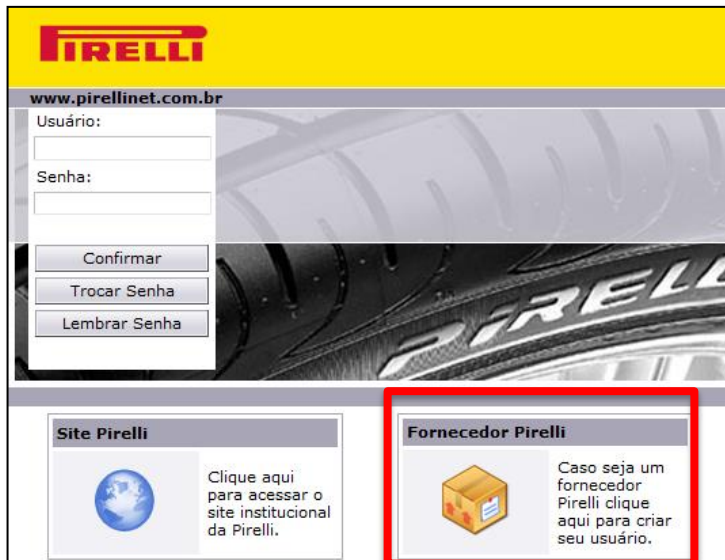 PIRELLI
www.pirellinet.com.br
Usuário:
Senha:
Confirmar
Trocar Senha
Lembrar Senha
PIRELL
Site Pirelli
Clique aqui
para acessar o
site institucional
da Pirelli.
Fornecedor Pirelli
Caso seja um
fornecedor
Pirelli clique
aqui para criar
seu usuário.